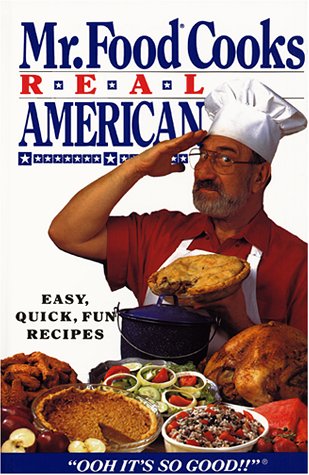 Mr. Food® Cooks
R★E★A★L
AMERICAN
EASY,
QUICK, FUN
RECIPES
"OOH IT'S SO GOOD!!"®